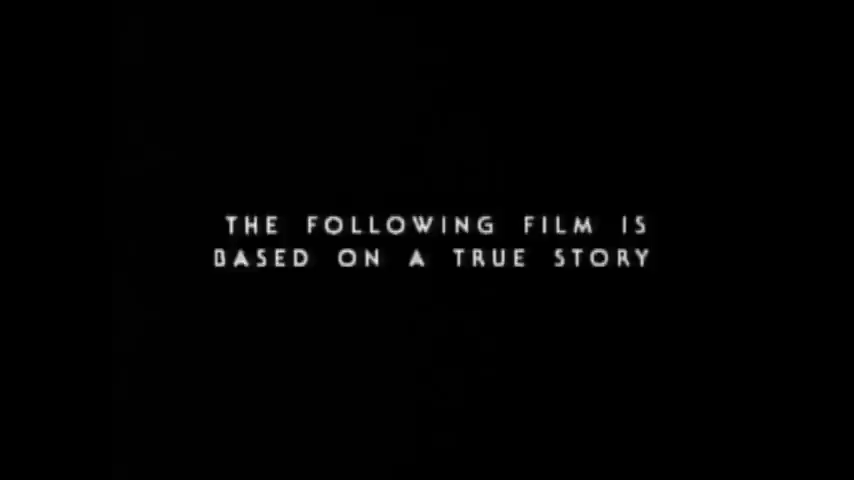 THE FOLLOWING FILM IS
BASED ON A TRUE STORY